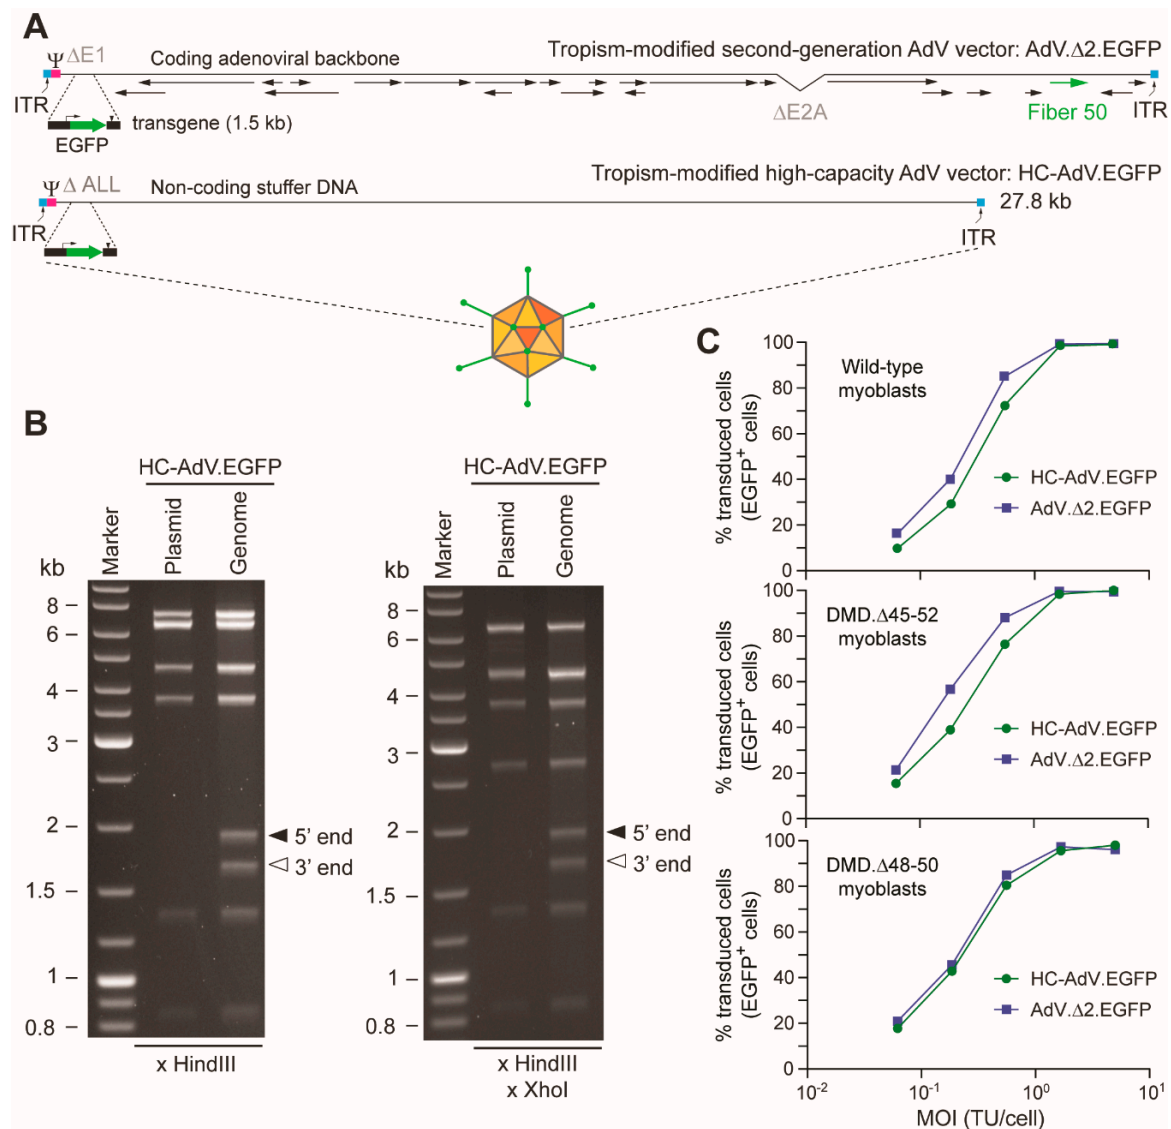 A
Ψ ΔE1
Coding adenoviral backbone
Tropism-modified second-generation AdV vector: AdV.Δ2.EGFP
ITR
transgene (1.5 kb)
EGFP
ΔE2A
Fiber 50
ITR
Ψ Δ ALL
Non-coding stuffer DNA
Tropism-modified high-capacity AdV vector: HC-AdV.EGFP
27.8 kb
ITR
ITR
B
HC-AdV.EGFP
kb
Marker
Plasmid
Genome
8
6
4
3
2
1.5
1
0.8
5’ end
3’ end
x HindIII
HC-AdV.EGFP
kb
Marker
Plasmid
Genome
8
6
4
3
2
1.5
1
0.8
5’ end
3’ end
x HindIII
x XhoI
C
% transduced cells
(EGFP+ cells)
100
80
60
40
20
0
Wild-type
myoblasts
HC-AdV.EGFP
AdV.Δ2.EGFP
% transduced cells
(EGFP+ cells)
100
80
60
40
20
0
DMD.Δ45-52
myoblasts
HC-AdV.EGFP
AdV.Δ2.EGFP
% transduced cells
(EGFP+ cells)
100
80
60
40
20
0
DMD.Δ48-50
myoblasts
HC-AdV.EGFP
AdV.Δ2.EGFP
10-2 10-1 100 101
MOI (TU/cell)